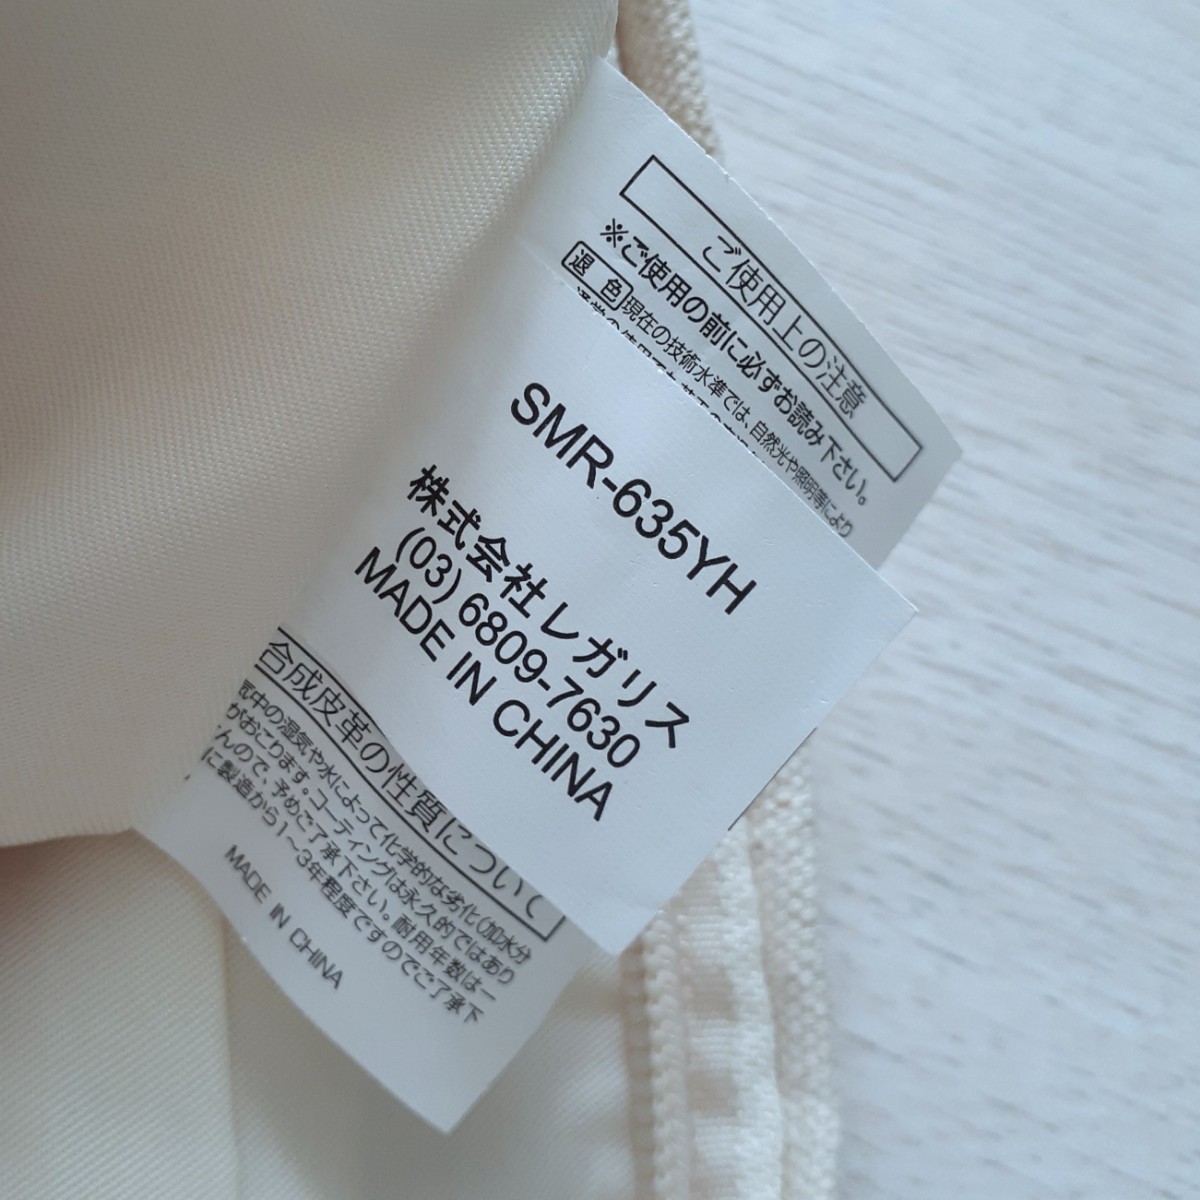 ご使用上の注意
※ご使用の前に必ずお読み下さい。
退色 現在の技術水準では、自然光や照明等により
SMR-635YH
株式会社レガリス
(03) 6809-7630
MADE IN CHINA
合成皮革の性質について
気中の湿気や水によって化学的な劣化(加水分
がおこります。コーティングは永久的ではあり
んので、予めご了承下さい。耐用年数は一
に製造から1〜3年程度ですのでご了承下
MADE IN CHINA